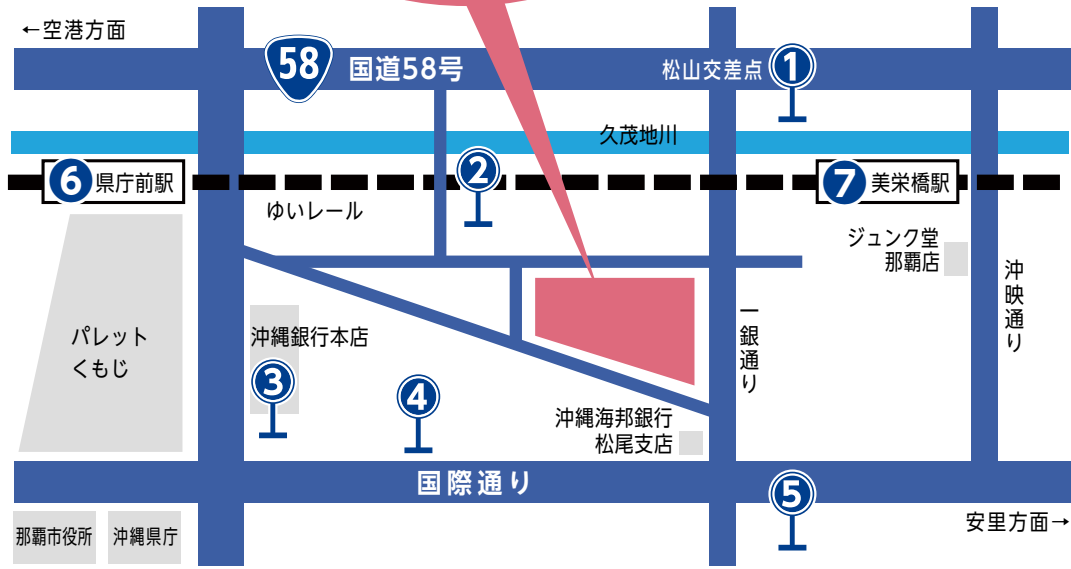 ←空港方面
58
国道58号
松山交差点
1
久茂地川
6
県庁前駅
2
7
美栄橋駅
ゆいレール
ジュンク堂
那覇店
沖映通り
パレット
くもじ
沖縄銀行本店
一銀通り
3
4
沖縄海邦銀行
松尾支店
国際通り
5
那覇市役所
沖縄県庁
安里方面→